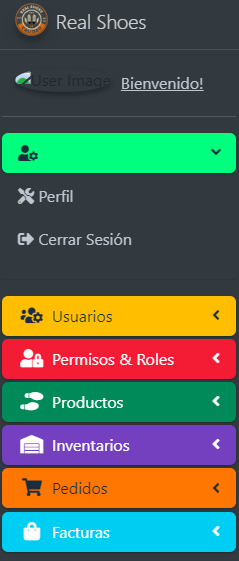 Real Shoes
User Image
Bienvenido!
Perfil
Cerrar Sesión
Usuarios
Permisos & Roles
Productos
Inventarios
Pedidos
Facturas